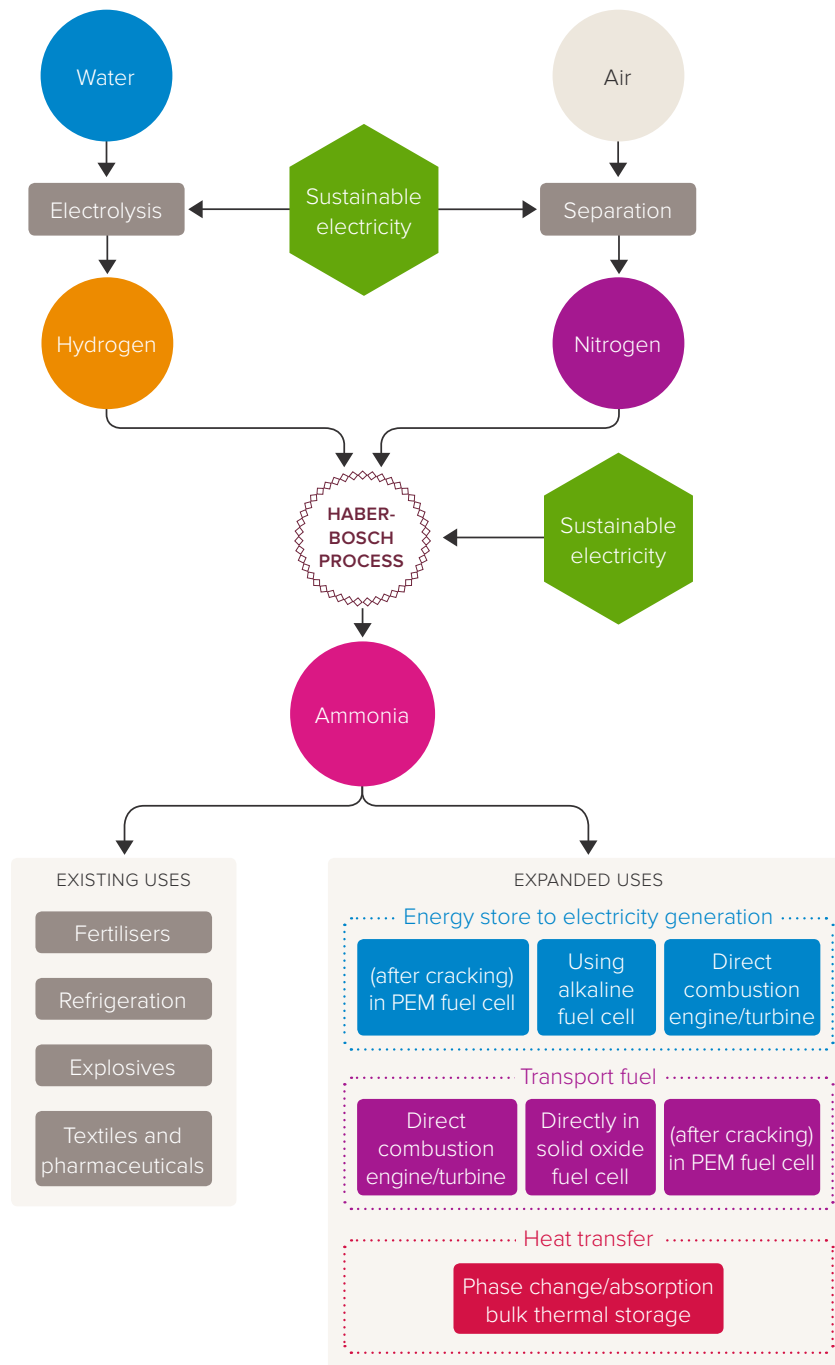 Water
Air
Sustainable
electricity
Electrolysis
Separation
Hydrogen
Nitrogen
HABER-
BOSCH
PROCESS
Sustainable
electricity
Ammonia
EXISTING USES
Fertilisers
Refrigeration
Explosives
Textiles and
pharmaceuticals
EXPANDED USES
Energy store to electricity generation
(after cracking)
in PEM fuel cell
Using
alkaline
fuel cell
Direct
combustion
engine/turbine
Transport fuel
Direct
combustion
engine/turbine
Directly in
solid oxide
fuel cell
(after cracking)
in PEM fuel cell
Heat transfer
Phase change/absorption
bulk thermal storage